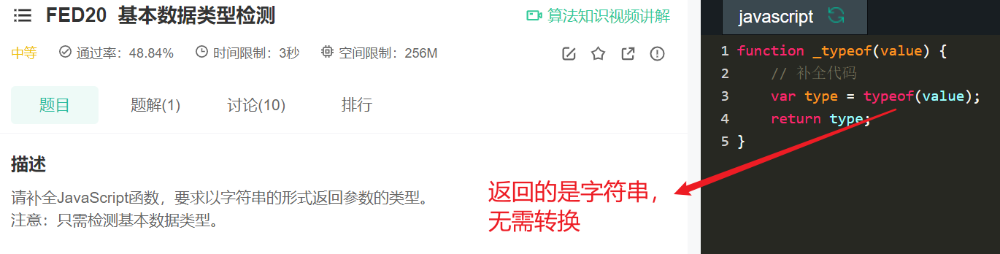 FED20 基本数据类型检测
算法知识视频讲解
中等 通过率：48.84% 时间限制：3秒 空间限制：256M
题目 题解(1) 讨论(10) 排行
描述
请补全JavaScript函数，要求以字符串的形式返回参数的类型。
注意：只需检测基本数据类型。
返回的是字符串，
无需转换
javascript
1 function _typeof(value) {
2 // 补全代码
3 var type = typeof(value);
4 return type;
5 }